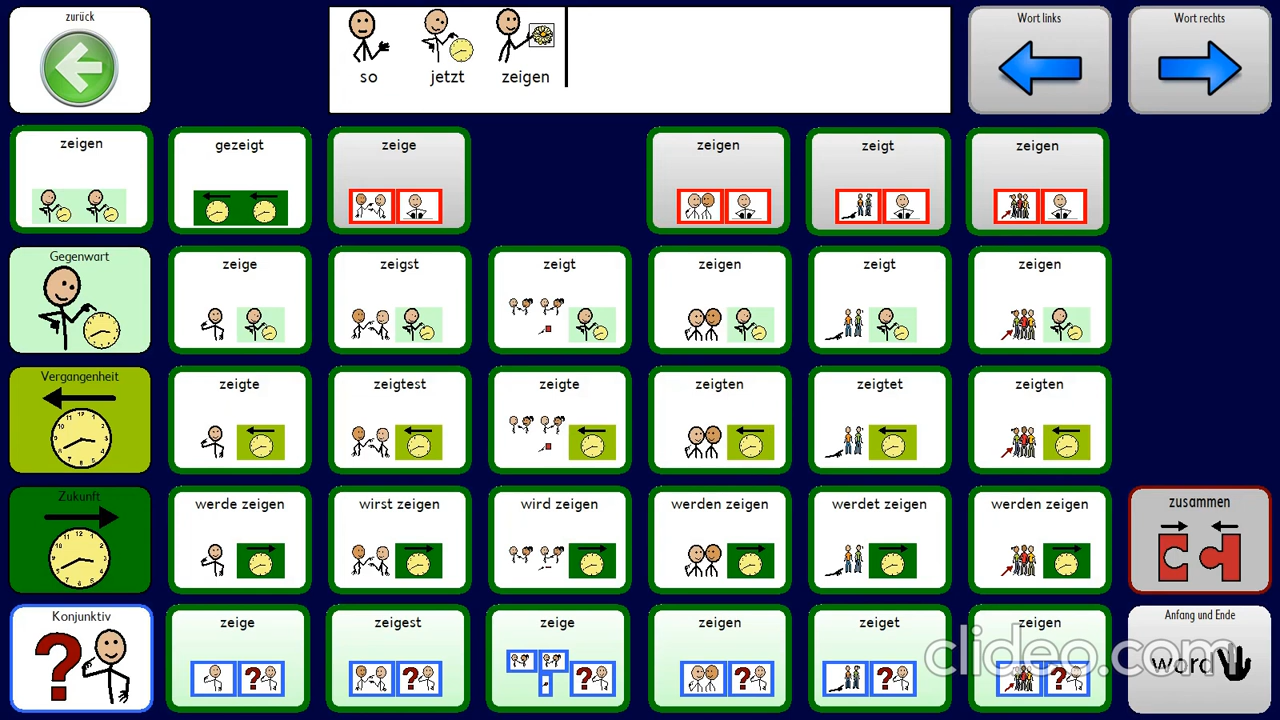 zurück
so jetzt zeigen
Wort links
Wort rechts
zeigen gezeigt zeige zeigen zeigt zeigen
Gegenwart zeige zeigst zeigt zeigen zeigt zeigen
Vergangenheit zeigte zeigtest zeigte zeigten zeigtet zeigten
Zukunft werde zeigen wirst zeigen wird zeigen werden zeigen werdet zeigen werden zeigen zusammen
Konjunktiv zeige zeigest zeige zeigen zeiget zeigen Anfang und Ende
word
clideo.com